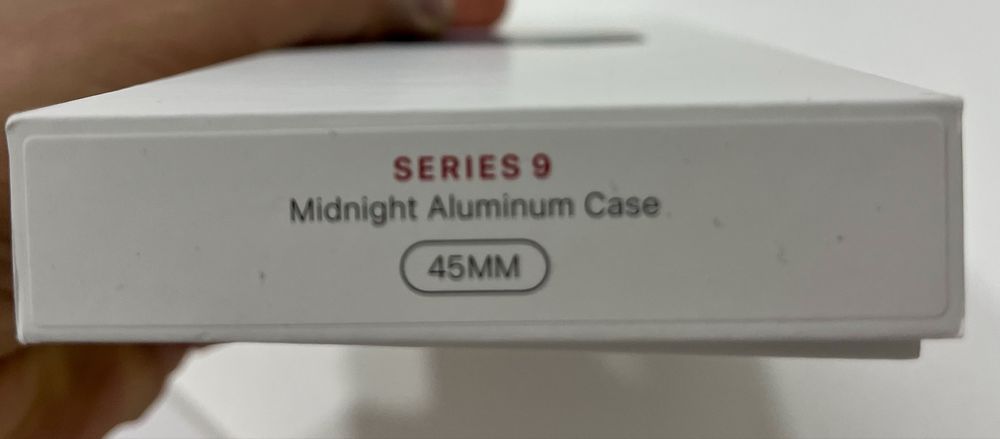 SERIES 9
Midnight Aluminum Case
45MM